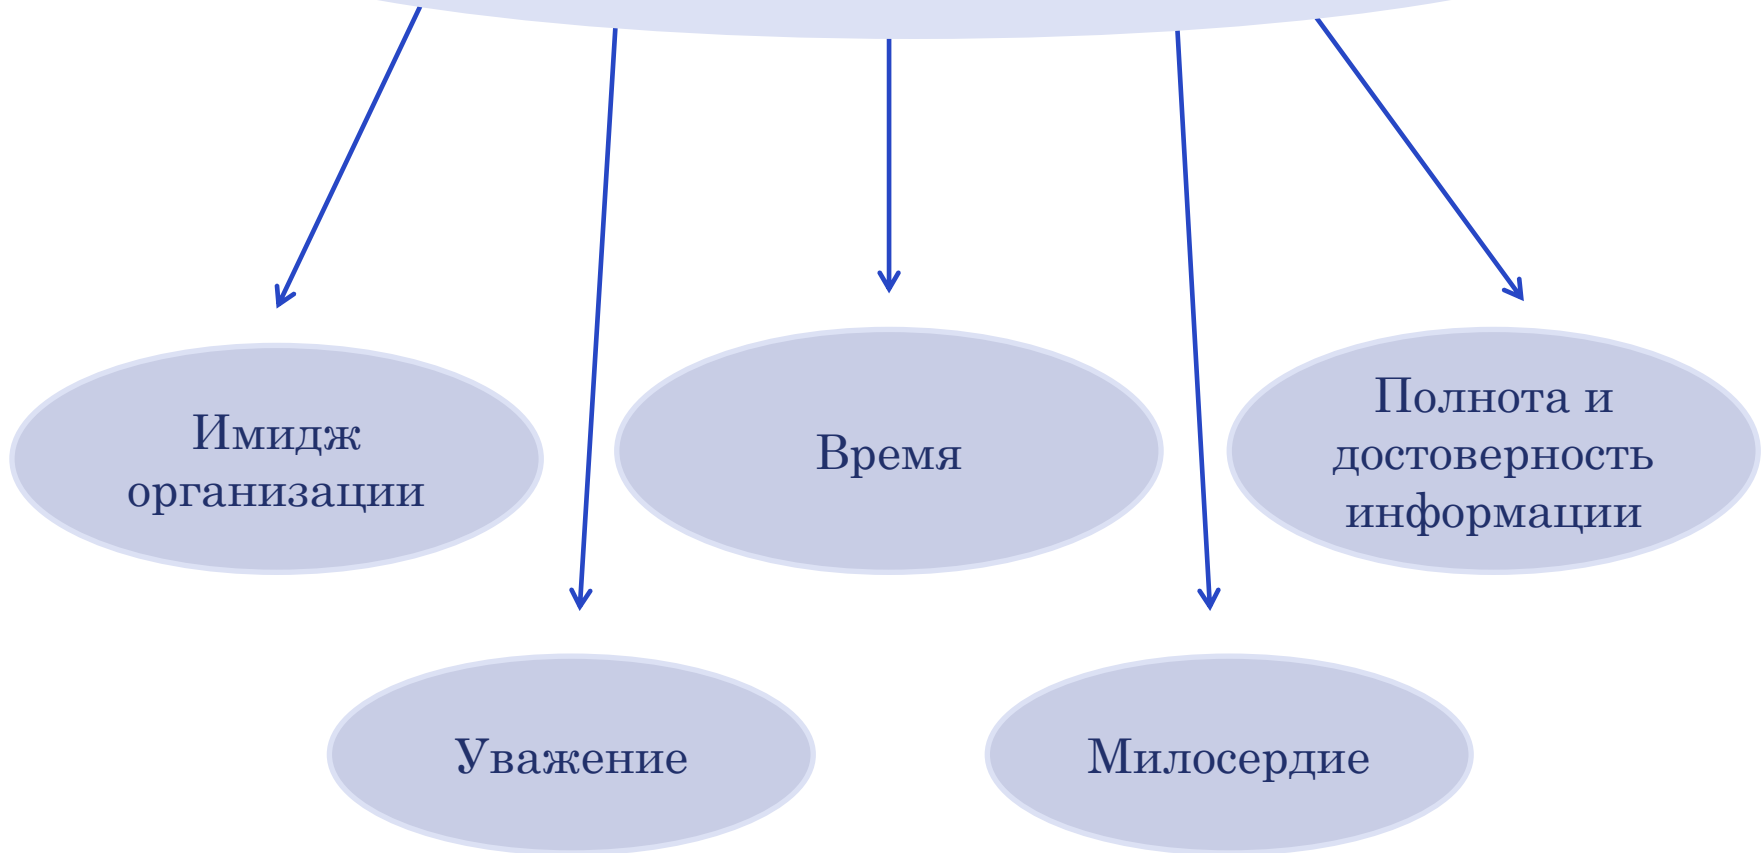 Имидж
организации
Время
Полнота и
достоверность
информации
Уважение
Милосердие